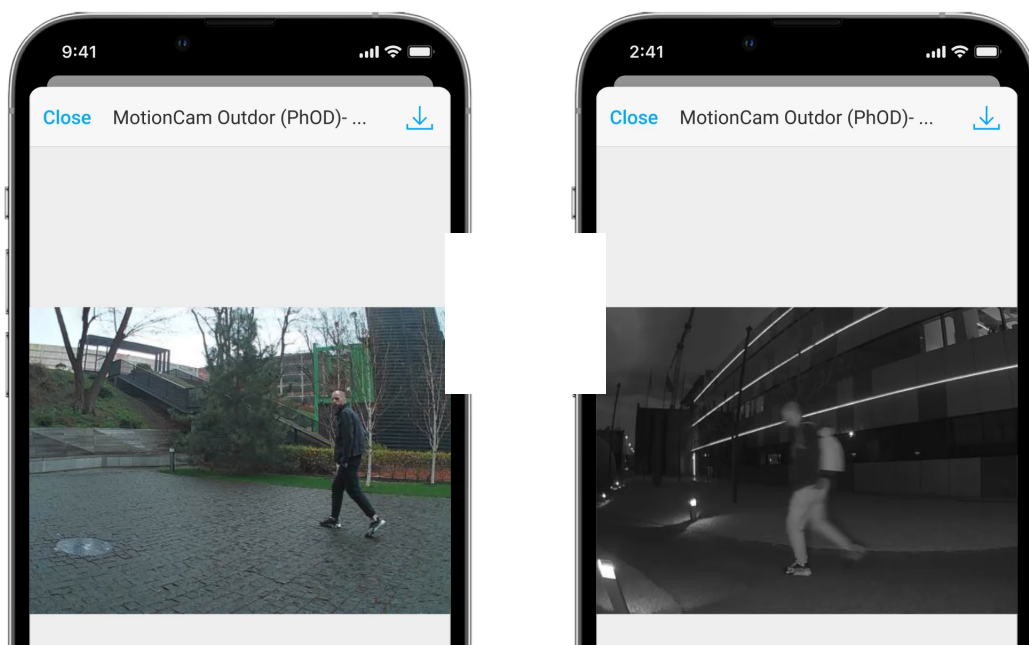 9:41
Close MotionCam Outdor (PhOD)- ...
2:41
Close MotionCam Outdor (PhOD)- ...